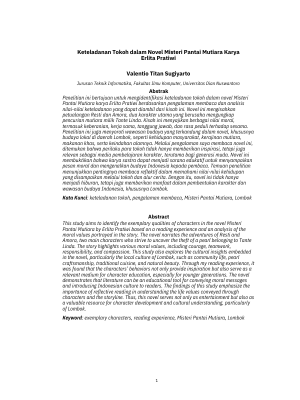 Keteladanan Tokoh dalam Novel Misteri Pantai Mutiara Karya
Erlita Pratiwi
Valentio Titan Sugiyarto
Jurusan Teknik Informatika, Fakultas Ilmu Komputer, Universitas Dian Nuswantoro
Abstrak
Penelitian ini bertujuan untuk mengidentifikasi keteladanan tokoh dalam novel Misteri
Pantai Mutiara karya Erlita Pratiwi berdasarkan pengalaman membaca dan analisis
nilai-nilai keteladanan yang dapat diambil dari kisah ini. Novel ini mengisahkan
petualangan Resti dan Amora, dua karakter utama yang berusaha mengungkap
pencurian mutiara milik Tante Linda. Kisah ini menyajikan berbagai nilai moral,
termasuk keberanian, kerja sama, tanggung jawab, dan rasa peduli terhadap sesama.
Penelitian ini juga menyoroti wawasan budaya yang terkandung dalam novel, khususnya
budaya lokal di daerah Lombok, seperti kehidupan masyarakat, kerajinan mutiara,
makanan khas, serta keindahan alamnya. Melalui pengalaman saya membaca novel ini,
ditemukan bahwa perilaku para tokoh tidak hanya memberikan inspirasi, tetapi juga
relevan sebagai media pembelajaran karakter, terutama bagi generasi muda. Novel ini
membuktikan bahwa karya sastra dapat menjadi sarana edukatif untuk menyampaikan
pesan moral dan mengenalkan budaya Indonesia kepada pembaca. Temuan penelitian
menunjukkan pentingnya membaca reflektif dalam memahami nilai-nilai kehidupan
yang disampaikan melalui tokoh dan alur cerita. Dengan itu, novel ini tidak hanya
menjadi hiburan, tetapi juga memberikan manfaat dalam pembentukan karakter dan
wawasan budaya Indonesia, khususnya Lombok.
Kata Kunci: keteladanan tokoh, pengalaman membaca, Misteri Pantai Mutiara, Lombok
Abstract
This study aims to identify the exemplary qualities of characters in the novel Misteri
Pantai Mutiara by Erlita Pratiwi based on a reading experience and an analysis of the
moral values portrayed in the story. The novel narrates the adventures of Resti and
Amora, two main characters who strive to uncover the theft of a pearl belonging to Tante
Linda. The story highlights various moral values, including courage, teamwork,
responsibility, and compassion. This study also explores the cultural insights embedded
in the novel, particularly the local culture of Lombok, such as community life, pearl
craftsmanship, traditional cuisine, and natural beauty. Through my reading experience, it
was found that the characters' behaviors not only provide inspiration but also serve as a
relevant medium for character education, especially for younger generations. The novel
demonstrates that literature can be an educational tool for conveying moral messages
and introducing Indonesian culture to readers. The findings of this study emphasize the
importance of reflective reading in understanding the life values conveyed through
characters and the storyline. Thus, this novel serves not only as entertainment but also as
a valuable resource for character development and cultural understanding, particularly
of Lombok.
Keyword: exemplary characters, reading experience, Misteri Pantai Mutiara, Lombok
1